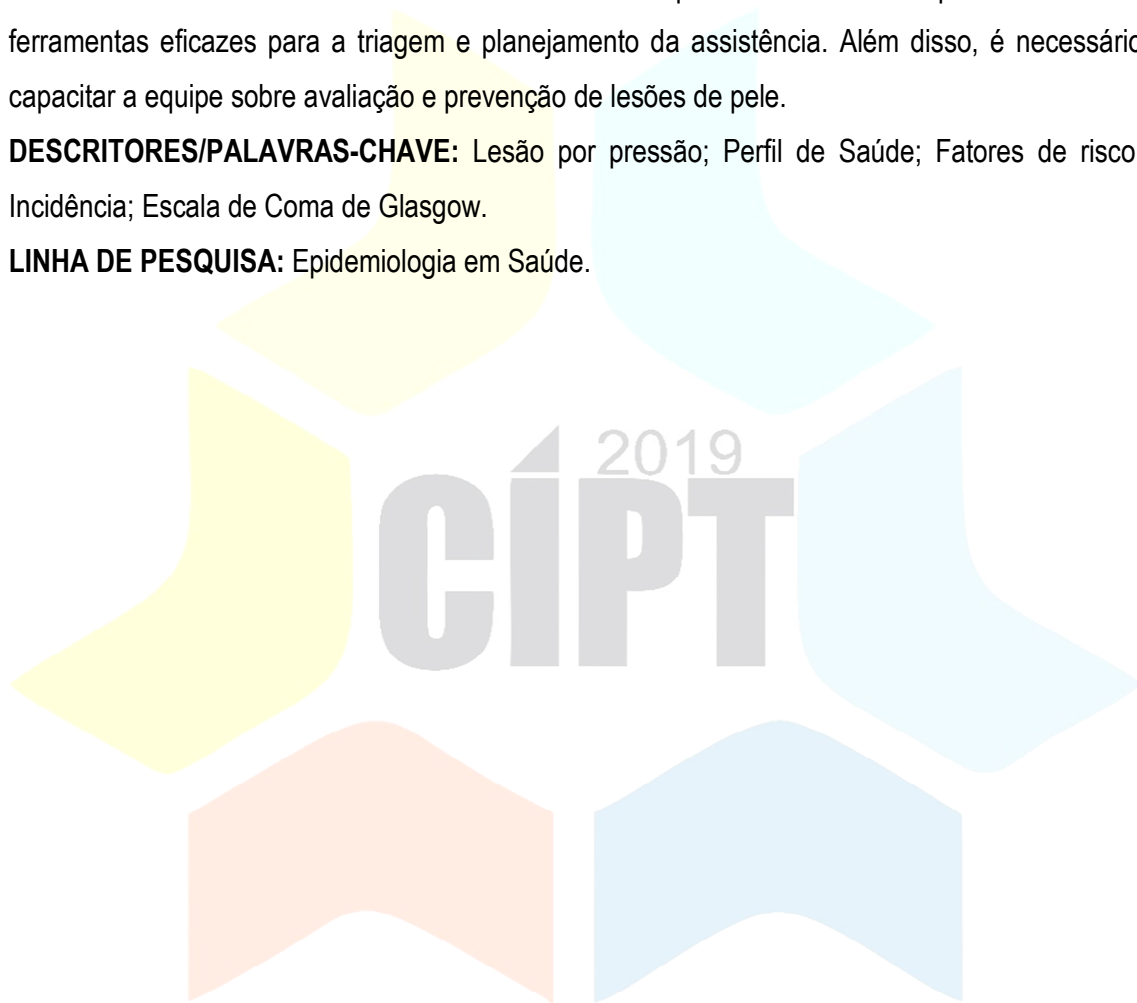 ferramentas eficazes para a triagem e planejamento da assistência. Além disso, é necessário
capacitar a equipe sobre avaliação e prevenção de lesões de pele.
DESCRITORES/PALAVRAS-CHAVE: Lesão por pressão; Perfil de Saúde; Fatores de risco
Incidência; Escala de Coma de Glasgow.
LINHA DE PESQUISA: Epidemiologia em Saúde.
2019
CÍPT